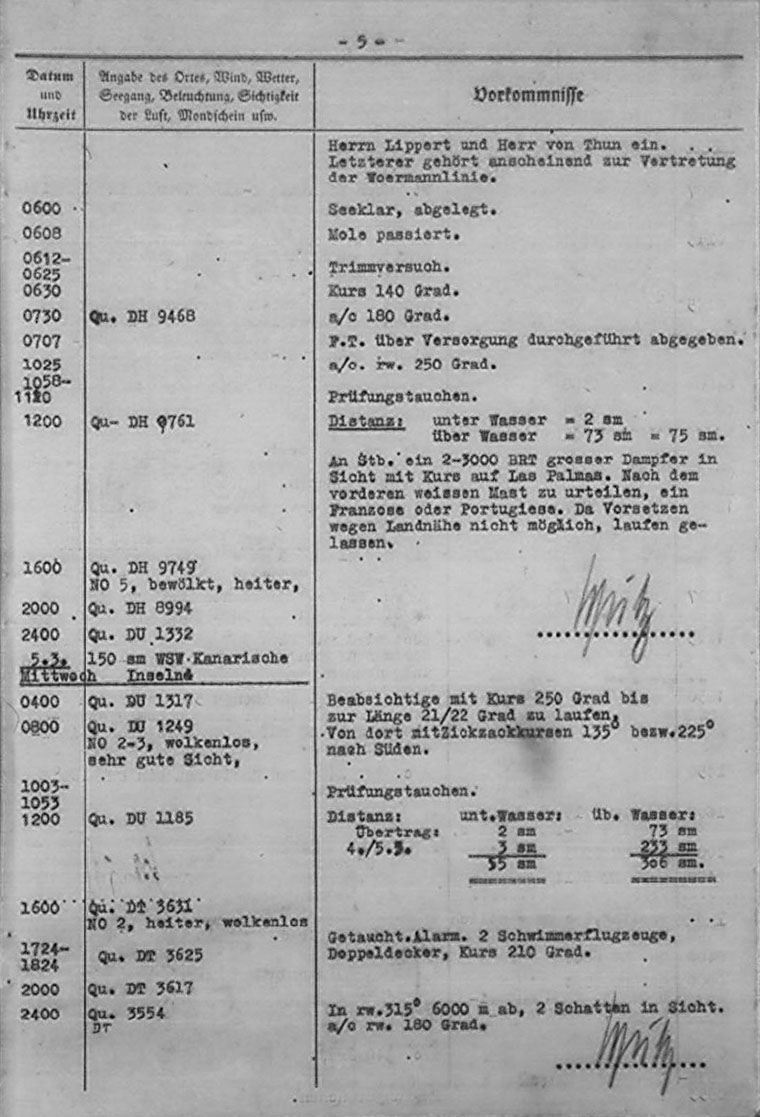 - 5 -
Datum
und
Uhrzeit
Angabe des Ortes, Wind, Wetter,
Seegang, Beleuchtung, Sichtigkeit
der Luft, Mondschein usw.
Vorkommnisse
Herrn Lippert und Herr von Thun ein. . .
Letzterer gehört anscheinend zur Vertretung
der Woermannlinie.
0600 Seeklar, abgelegt.
0608 Mole passiert.
0612-
0625 Trimmversuch.
0630 Kurs 140 Grad.
0730 Qu. DH 9468 a/c 180 Grad.
0707 F.T. über Versorgung durchgeführt abgegeben.
1025 a/c. rw. 250 Grad.
1058-
1120 Prüfungstauchen.
1200 Qu- DH 9761 Distanz: unter Wasser = 2 sm
über Wasser = 73 sm = 75 sm.
An Stb. ein 2-3000 BRT grosser Dampfer in
Sicht mit Kurs auf Las Palmas. Nach dem
vorderen weissen Mast zu urteilen, ein
Franzose oder Portugiese. Da Vorsetzen
wegen Landnähe nicht möglich, laufen ge-
lassen.
1600 Qu. DH 9749
NO 5, bewölkt, heiter,
2000 Qu. DH 8994
2400 Qu. DU 1332
5.3. 150 sm WSW Kanarische
Mittwoch Inseln
0400 Qu. DU 1317 Beabsichtige mit Kurs 250 Grad bis
zur Länge 21/22 Grad zu laufen,
0800 Qu. DU 1249 Von dort mitZickzackkursen 135° bezw.225°
NO 2-3, wolkenlos, nach Süden.
sehr gute Sicht,
1003-
1053 Prüfungstauchen.
1200 Qu. DU 1185 Distanz: unt.Wasser: üb. Wasser:
Übertrag: 2 sm 73 sm
4./5.3. 3 sm 233 sm
sm 306 sm.
1600 Qu. DT 3631
NO 2, heiter, wolkenlos
1724-
1824 Qu. DT 3625 Getaucht.Alarm. 2 Schwimmerflugzeuge,
Doppeldecker, Kurs 210 Grad.
2000 Qu. DT 3617
2400 Qu. 3554 In rw.315° 6000 m ab, 2 Schatten in Sicht.
DT a/c rw. 180 Grad.